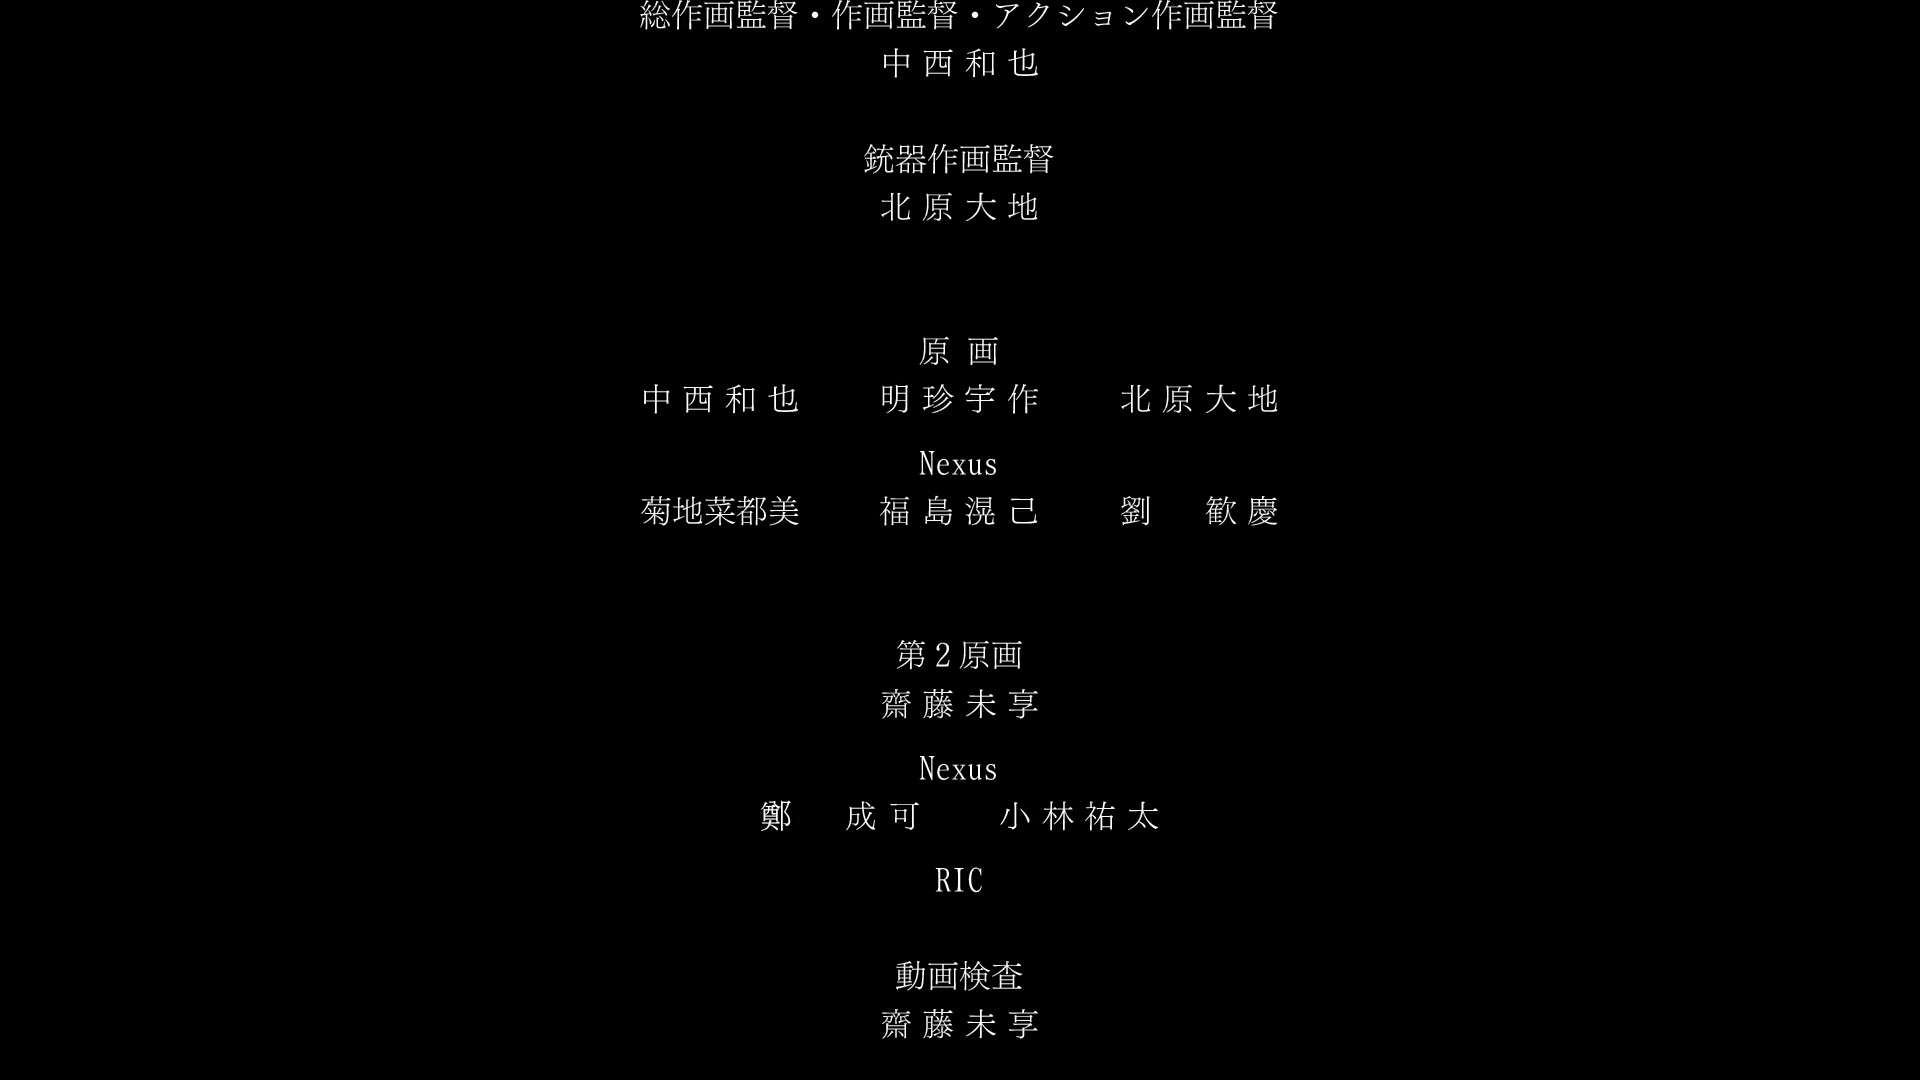 総作画監督・作画監督・アクション作画監督
中西和也
銃器作画監督
北原大地
原画
中西和也 明珍宇作 北原大地
Nexus
菊地菜都美 福島滉己 劉 歓慶
第２原画
齋藤未享
Nexus
鄭 成可 小林祐太
RIC
動画検査
齋藤未享